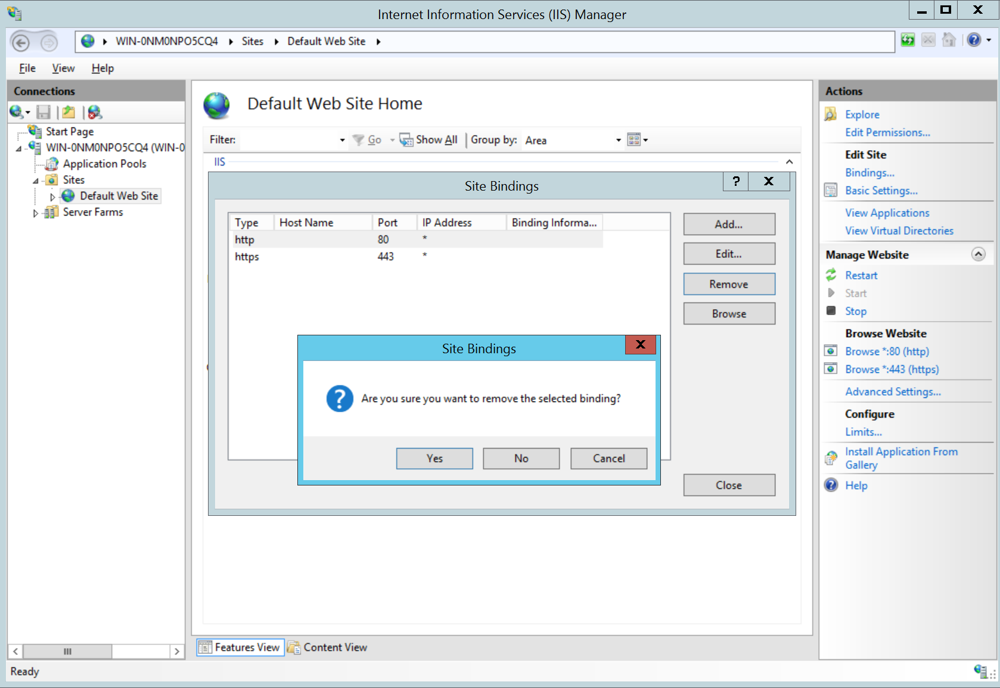 Internet Information Services (IIS) Manager
WIN-0NM0NPO5CQ4 Sites Default Web Site
File View Help
Connections
Start Page
WIN-0NM0NPO5CQ4 (WIN-0
Application Pools
Sites
Default Web Site
Server Farms
Default Web Site Home
Filter: Go Show All Group by: Area
IIS
Site Bindings ? X
Type Host Name Port IP Address Binding Informa...
http 80 *
https 443 *
Add...
Edit...
Remove
Browse
Site Bindings X
Are you sure you want to remove the selected binding?
Yes No Cancel
Close
Features View Content View
Actions
Explore
Edit Permissions...
Edit Site
Bindings...
Basic Settings...
View Applications
View Virtual Directories
Manage Website
Restart
Start
Stop
Browse Website
Browse *:80 (http)
Browse *:443 (https)
Advanced Settings...
Configure
Limits...
Install Application From
Gallery
Help
Ready